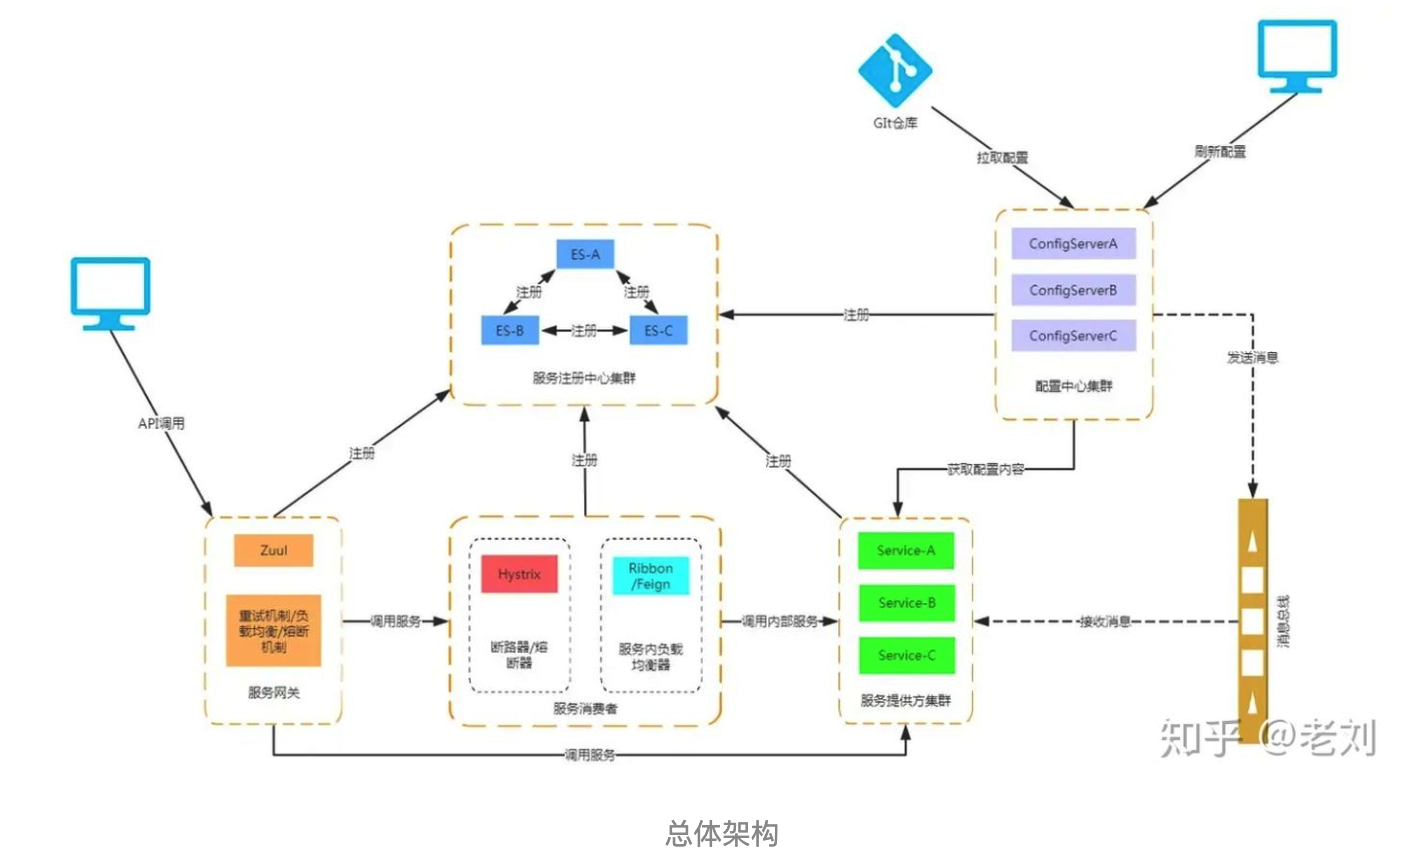 GIt仓库
拉取配置
刷新配置
ConfigServerA
ConfigServerB
ConfigServerC
配置中心集群
ES-A
注册
注册
ES-B
注册
ES-C
服务注册中心集群
注册
发送消息
API调用
注册
注册
注册
获取配置内容
Zuul
重试机制/负
载均衡/熔断
机制
服务网关
调用服务
Hystrix
断路器/熔
断器
Ribbon
/Feign
服务内负载
均衡器
服务消费者
调用内部服务
Service-A
Service-B
Service-C
服务提供方集群
接收消息
消息总线
调用服务
知乎 @老刘
总体架构